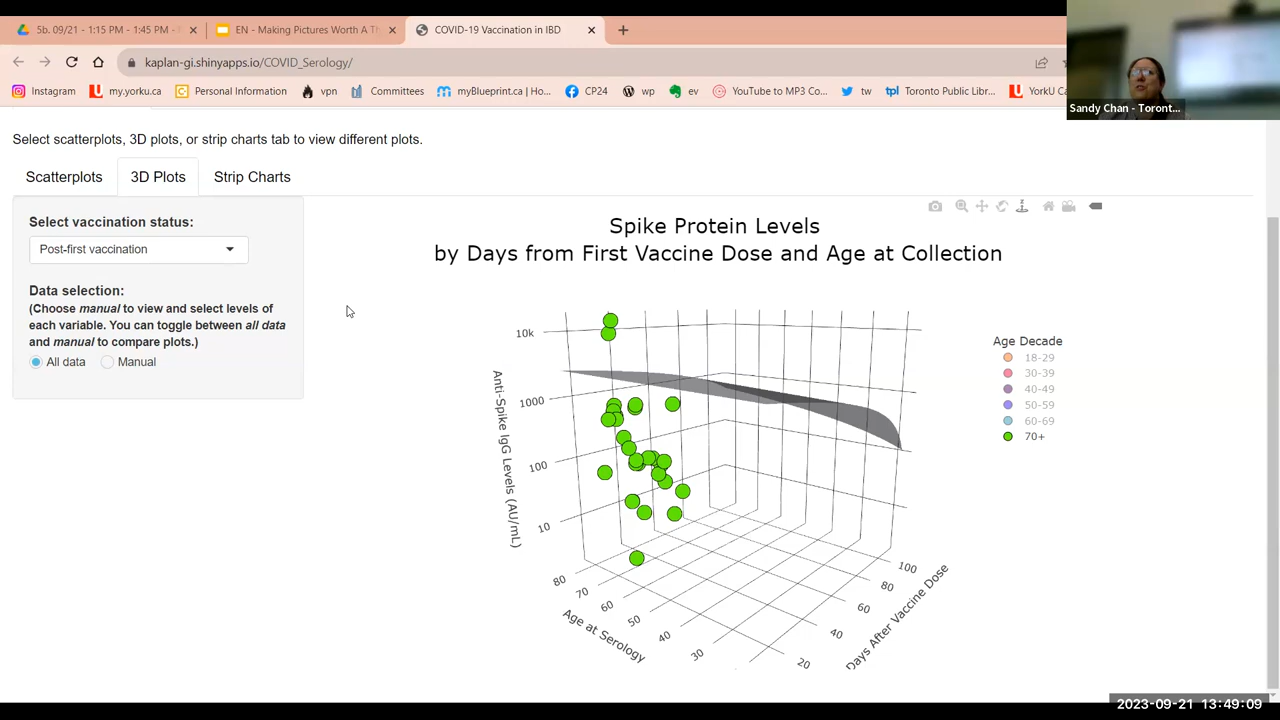 5b. 09/21 - 1:15 PM - 1:45 PM -
EN - Making Pictures Worth A Th
COVID-19 Vaccination in IBD
kaplan-gi.shinyapps.io/COVID_Serology/
Instagram
my.yorku.ca
Personal Information
vpn
Committees
myBlueprint.ca | Ho...
CP24
wp
ev
YouTube to MP3 Co...
tw
tpl
Toronto Public Lib...
YorkU Ca
Sandy Chan - Toront...
Select scatterplots, 3D plots, or strip charts tab to view different plots.
Scatterplots
3D Plots
Strip Charts
Select vaccination status:
Post-first vaccination
Data selection:
(Choose manual to view and select levels of
each variable. You can toggle between all data
and manual to compare plots.)
All data
Manual
Spike Protein Levels
by Days from First Vaccine Dose and Age at Collection
10k
1000
100
10
Anti-Spike IgG Levels (AU/mL)
80
70
60
50
40
30
Age at Serology
100
80
60
40
20
Days After Vaccine Dose
Age Decade
18-29
30-39
40-49
50-59
60-69
70+
2023-09-21 13:49:09